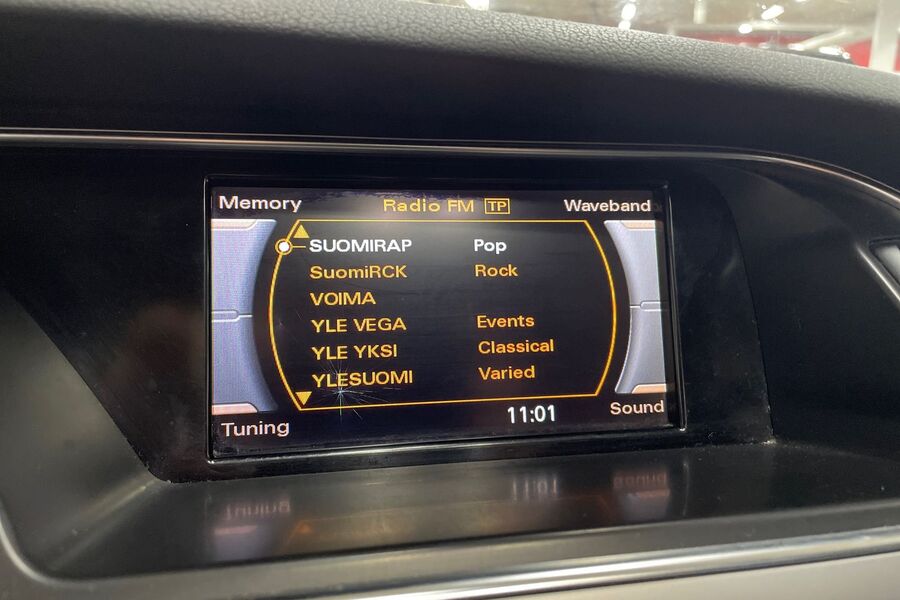 Memory Radio FM TP Waveband
SUOMIRAP Pop
SuomiRCK Rock
VOIMA
YLE VEGA Events
YLE YKSI Classical
YLESUOMI Varied
Tuning 11:01 Sound